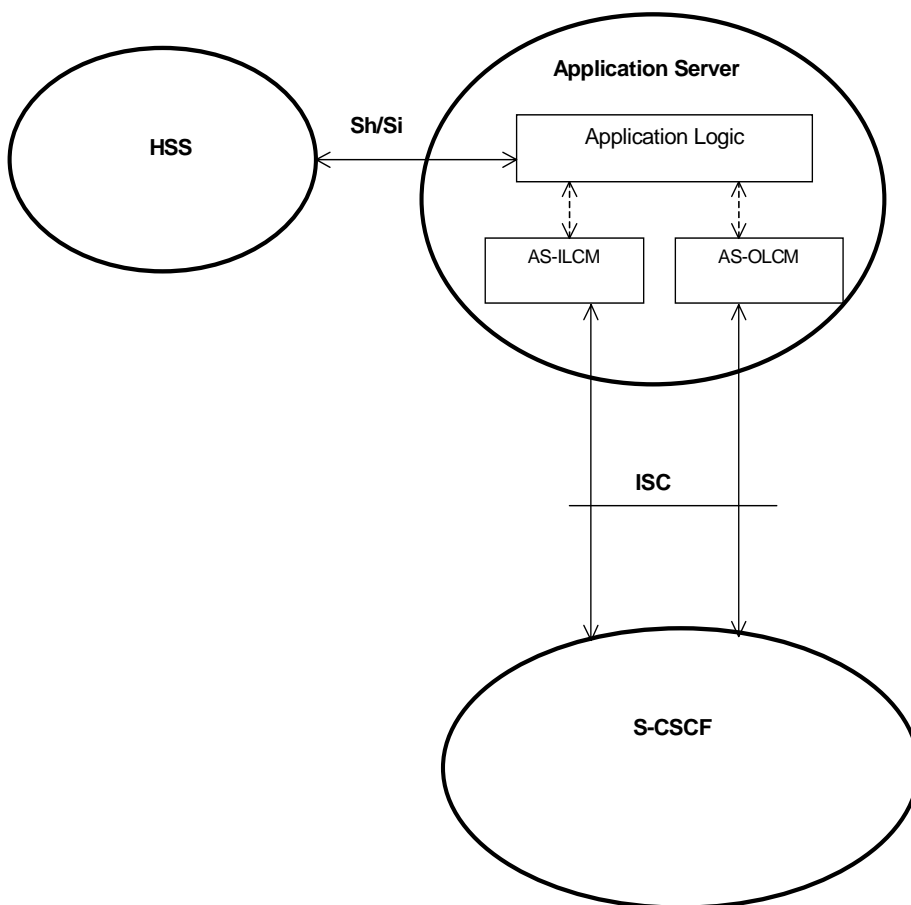 Application Server
HSS
Sh/Si
Application Logic
AS-ILCM
AS-OLCM
ISC
S-CSCF